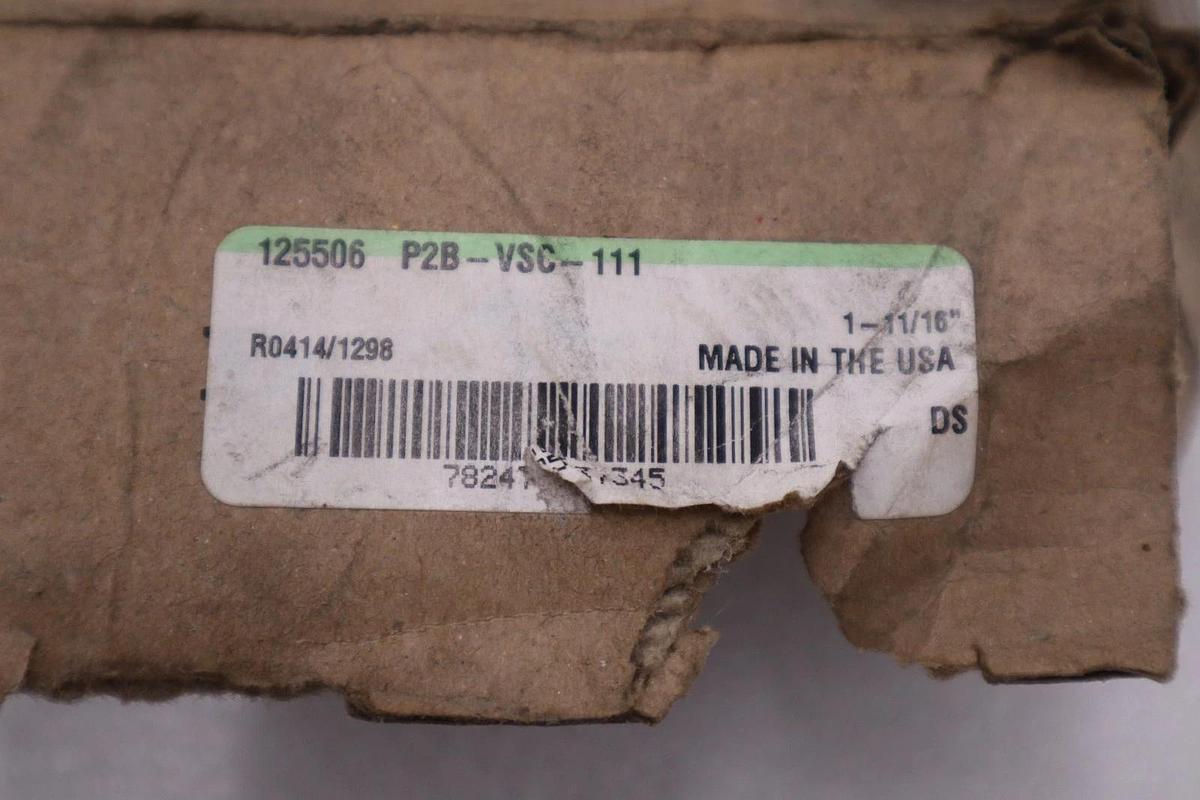 125506 P2B-VSC-111
1-11/16"
R0414/1298
MADE IN THE USA
DS